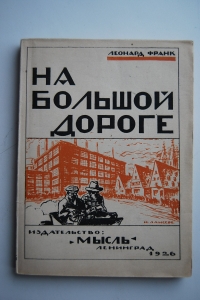 ЛЕОНАРД ФРАНК
НА
БОЛЬШОЙ
ДОРОГЕ
ИЗДАТЕЛЬСТВО:
„МЫСЛЬ“
ЛЕНИНГРАД
1926